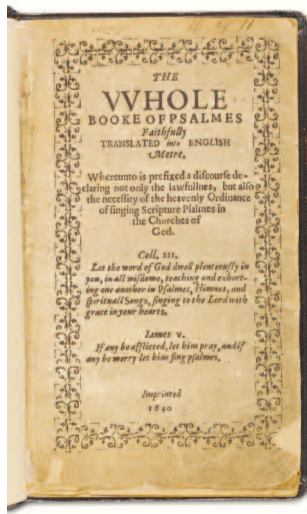 THE
VVHOLE
BOOKE OF PSALMES
Faithfully
TRANSLATED into ENGLISH
Metre.
Whereunto is prefixed a discourse de-
claring not only the lawfullnes, but also
the necessity of the heavenly Ordinance
of singing Scripture Psalmes in
the Churches of
God.
Coll. III.
Let the word of God dwell plenteously in
you, in all wisdome, teaching and exhort-
ing one another in Psalmes, Himnes, and
spirituall Songs, singing to the Lord with
grace in your hearts.
Iames v.
If any be afflicted, let him pray, and if
any be merry let him sing psalmes.
Imprinted
1640